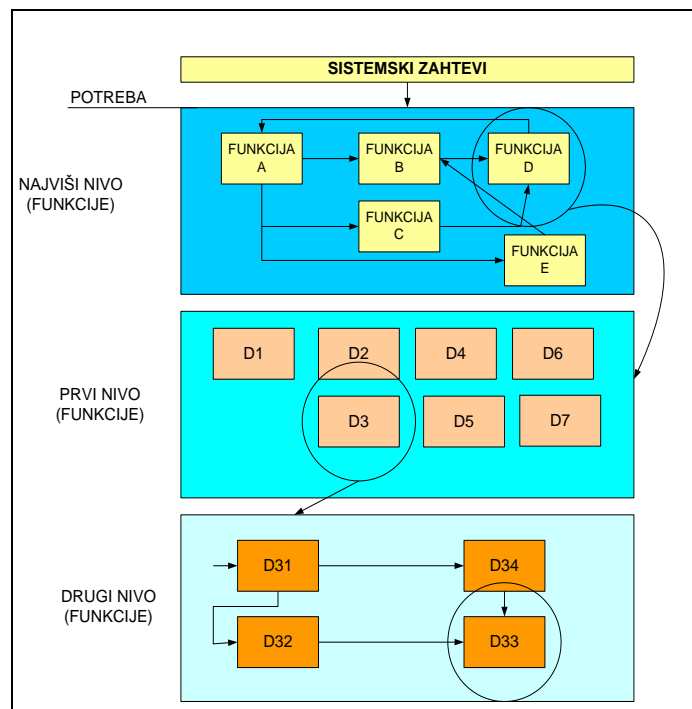 SISTEMSKI ZAHTEVI
POTREBA
NAJVIŠI NIVO
(FUNKCIJE)
FUNKCIJA
A
FUNKCIJA
B
FUNKCIJA
D
FUNKCIJA
C
FUNKCIJA
E
PRVI NIVO
(FUNKCIJE)
D1
D2
D4
D6
D3
D5
D7
DRUGI NIVO
(FUNKCIJE)
D31
D34
D32
D33